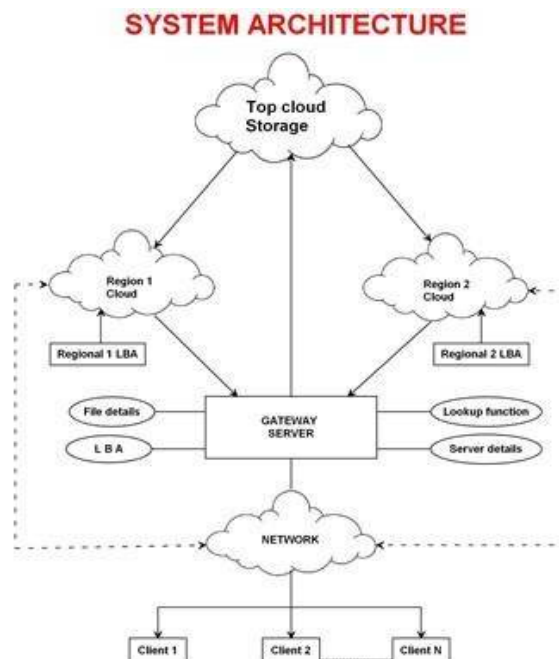 SYSTEM ARCHITECTURE
Top cloud
Storage
Region 1
Cloud
Region 2
Cloud
Regional 1 LBA
Regional 2 LBA
File details
GATEWAY
SERVER
Lookup function
L B A
Server details
NETWORK
Client 1
Client 2
Client N